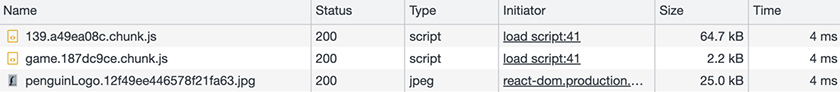 Name Status Type Initiator Size Time
139.a49ea08c.chunk.js 200 script load script:41 64.7 kB 4 ms
game.187dc9ce.chunk.js 200 script load script:41 2.2 kB 4 ms
penguinLogo.12f49ee446578f21fa63.jpg 200 jpeg react-dom.production.… 25.0 kB 4 ms